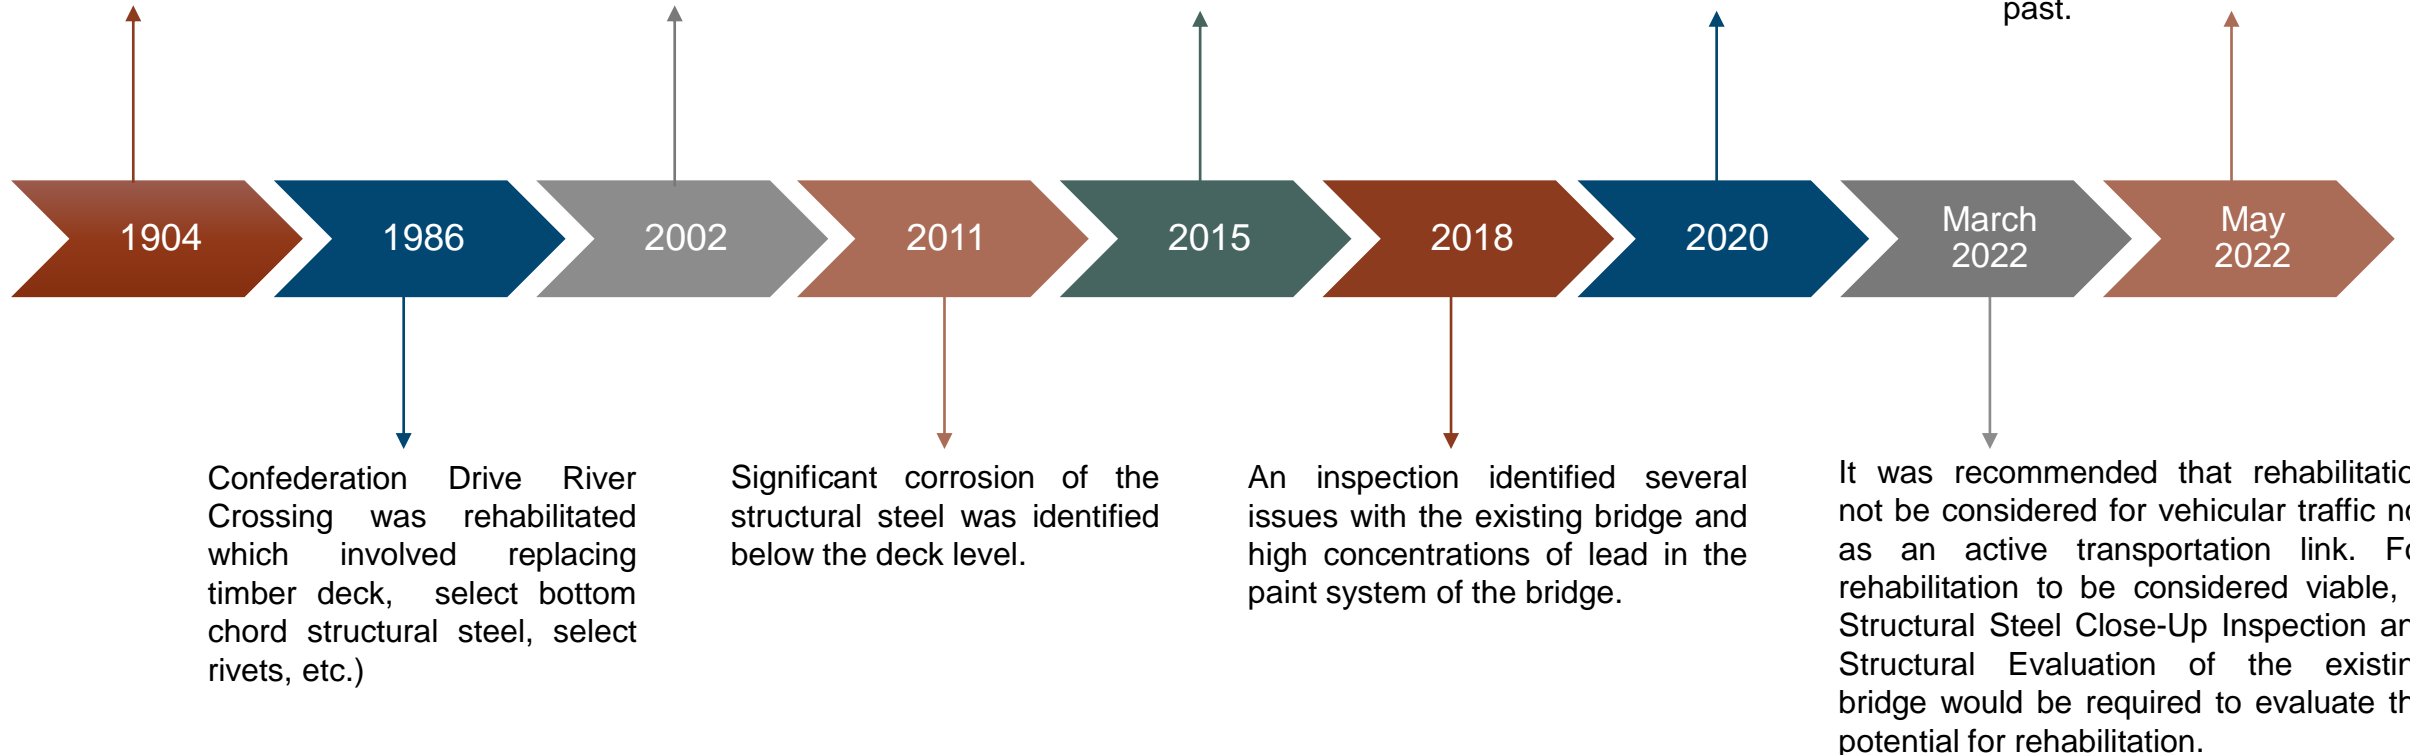 past.
1904
1986
2002
2011
2015
2018
2020
March
2022
May
2022
Confederation Drive River
Crossing was rehabilitated
which involved replacing
timber deck, select bottom
chord structural steel, select
rivets, etc.)
Significant corrosion of the
structural steel was identified
below the deck level.
An inspection identified several
issues with the existing bridge and
high concentrations of lead in the
paint system of the bridge.
It was recommended that
not be considered for vehicular traffic
as an active transportation link.
rehabilitation to be considered viable,
Structural Steel Close-Up Inspection
Structural Evaluation of the
bridge would be required to evaluate
potential for rehabilitation.